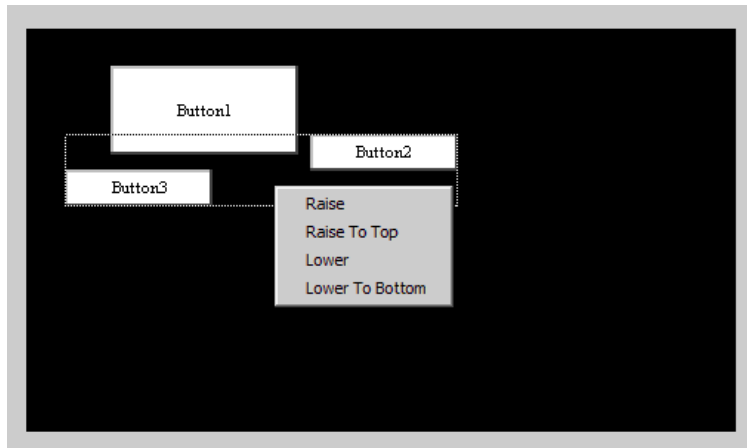 Button1
Button2
Button3
Raise
Raise To Top
Lower
Lower To Bottom